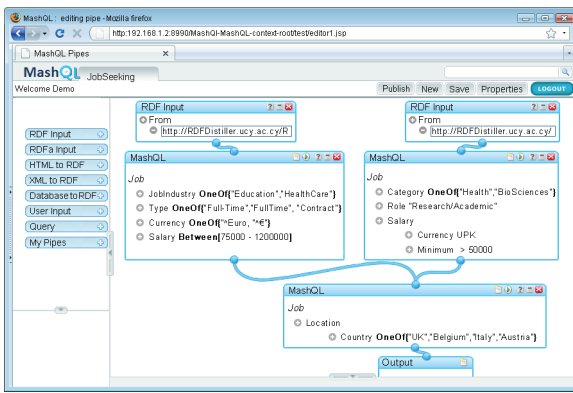 MashQL : editing pipe - Mozilla firefox
http:192.168.1.2:8990/MashQl-MashQL-context-root/test/editor1.jsp
MashQL Pipes
MashQL JobSeeking
Welcome Demo
Publish New Save Properties LOGOUT
RDF Input
RDFa Input
HTML to RDF
XML to RDF
Database to RDF
User Input
Query
My Pipes
RDF Input
From
http://RDFDistiller.ucy.ac.cy/R
RDF Input
From
http://RDFDistiller.ucy.ac.cy/
MashQL
Job
JobIndustry OneOf{"Education","HealthCare"}
Type OneOf{"Full-Time","FullTime", "Contract"}
Currency OneOf{"^Euro, "^€"}
Salary Between[75000 - 1200000]
MashQL
Job
Category OneOf{"Health","BioSciences"}
Role "Research/Academic"
Salary
Currency UPK
Minimum > 50000
MashQL
Job
Location
Country OneOf{"UK","Belgium","Italy","Austria"}
Output